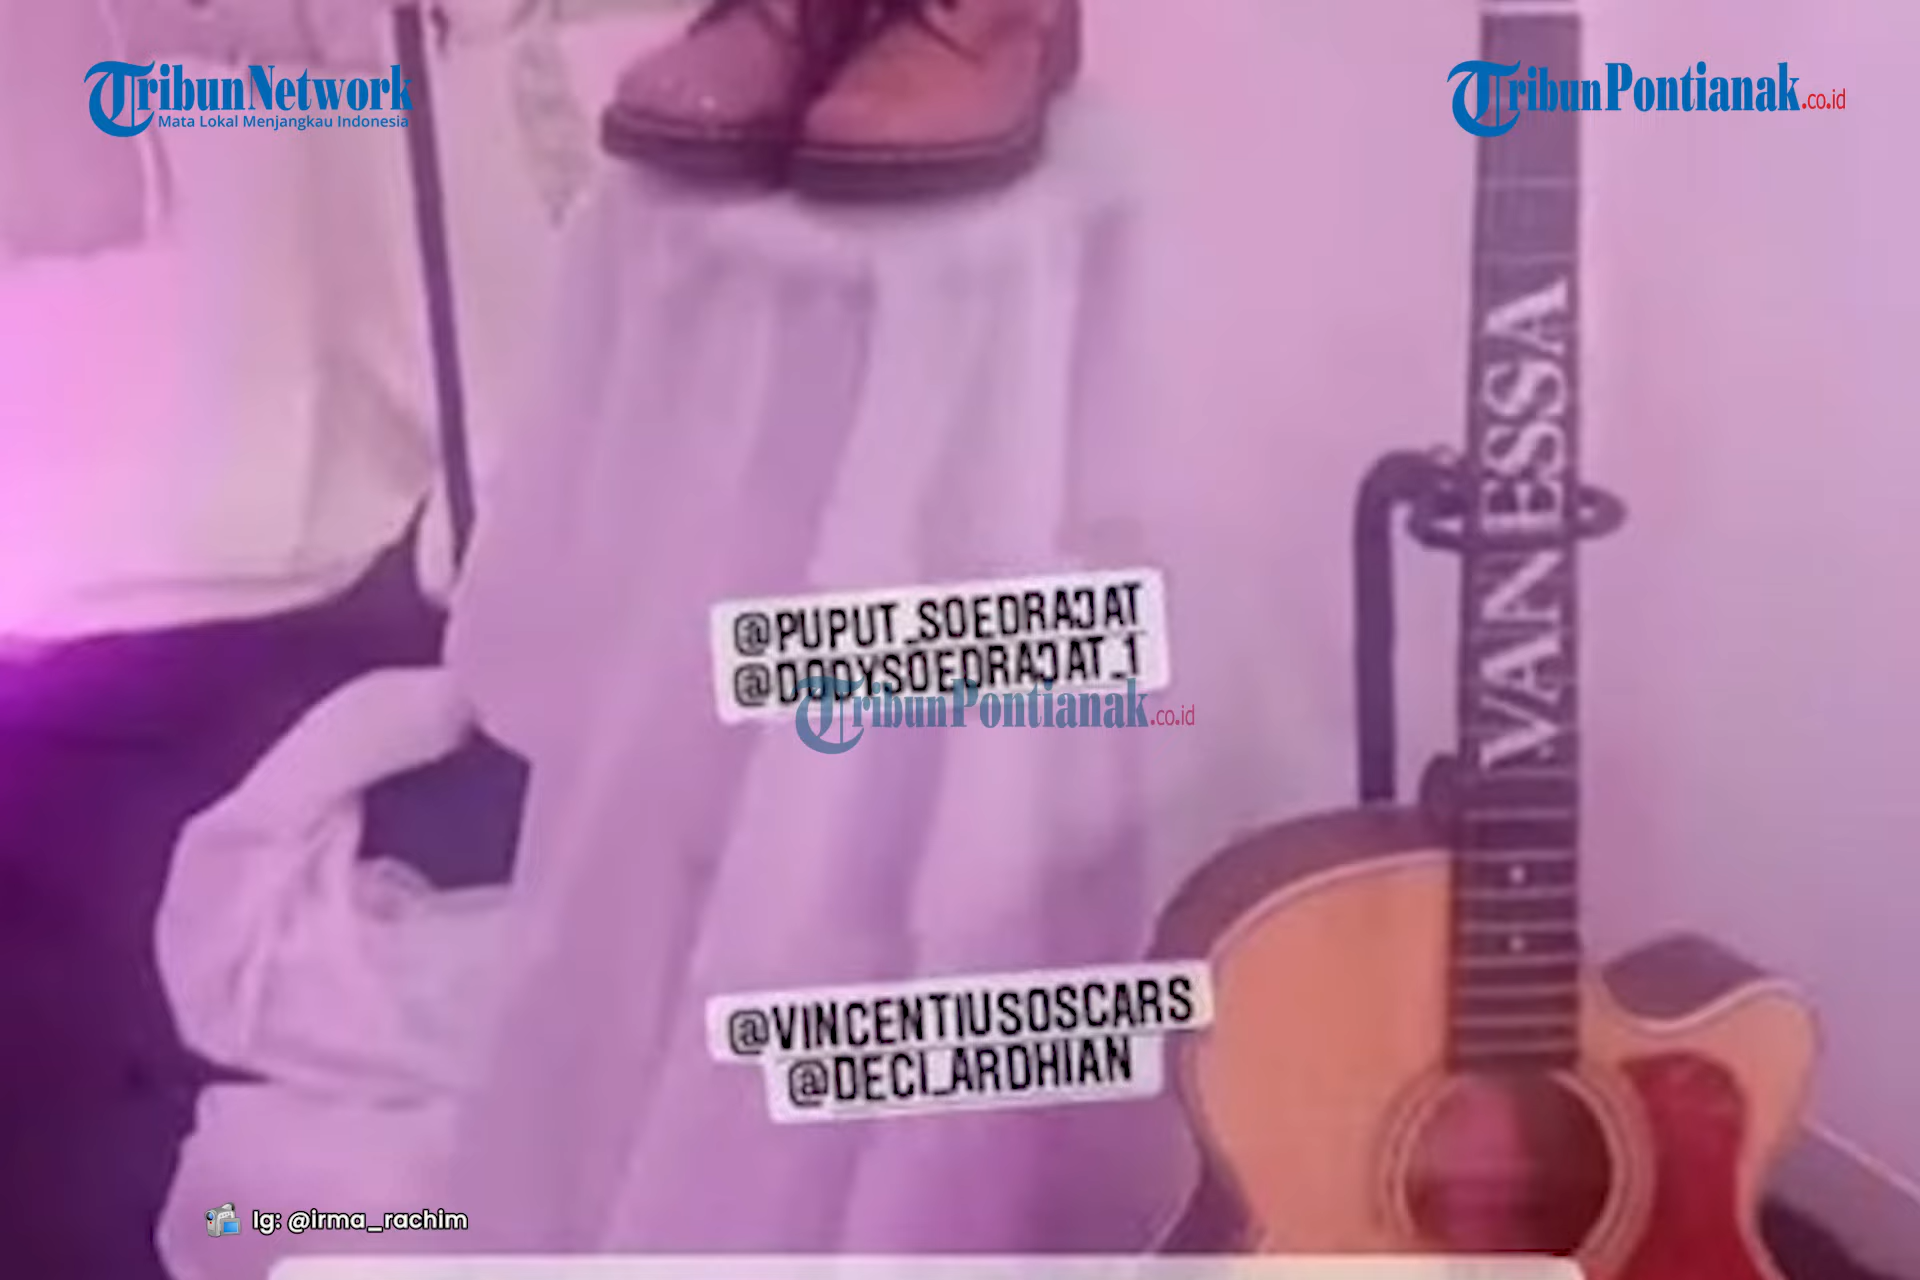 TribunNetwork
Mata Lokal Menjangkau Indonesia
TribunPontianak.co.id
VANESSA
@PUPUT_SOEDRAJAT
@DODYSOEDRAJAT_1
TribunPontianak.co.id
@VINCENTIUSOSCARS
@DECI_ARDHIAN
Ig: @irma_rachim